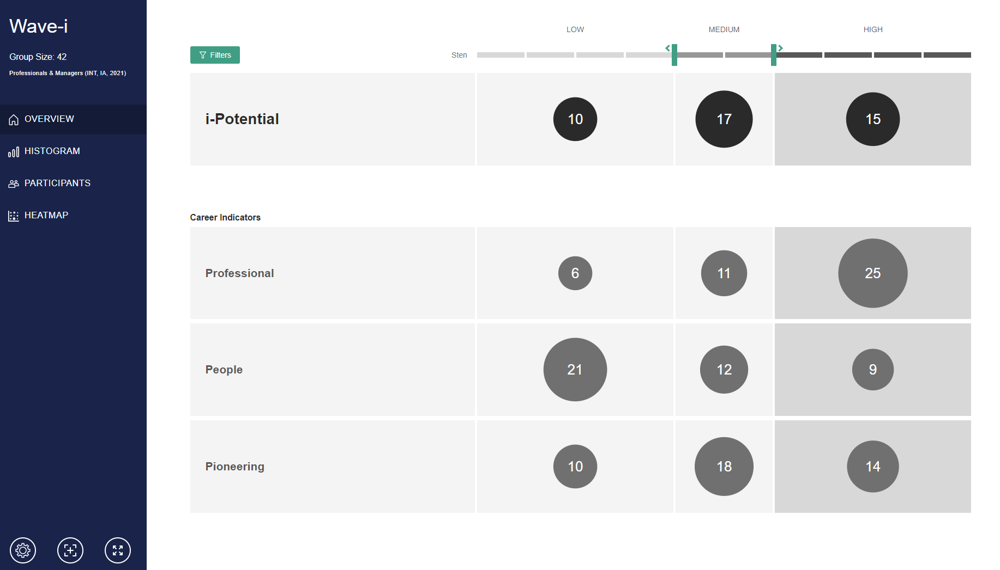 Wave-i
Group Size: 42
Professionals & Managers (INT, IA, 2021)
OVERVIEW
HISTOGRAM
PARTICIPANTS
HEATMAP
LOW MEDIUM HIGH
Filters Sten
i-Potential 10 17 15
Career Indicators
Professional 6 11 25
People 21 12 9
Pioneering 10 18 14